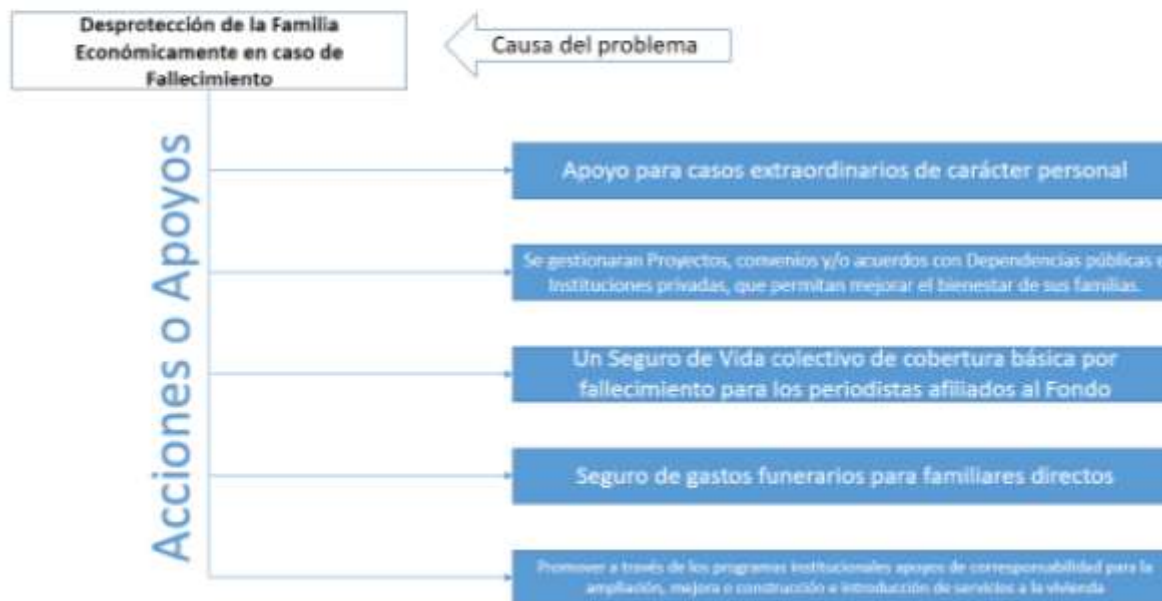 Desprotección de la Familia
Económicamente en caso de
Fallecimiento
Causa del problema
Acciones o Apoyos
Apoyo para casos extraordinarios de carácter personal
Se gestionaran Proyectos, convenios y/o acuerdos con Dependencias públicas e
Instituciones privadas, que permitan mejorar el bienestar de sus familias.
Un Seguro de Vida colectivo de cobertura básica por
fallecimiento para los periodistas afiliados al Fondo
Seguro de gastos funerarios para familiares directos
Promover a través de los programas institucionales apoyos de corresponsabilidad para la
ampliación, mejora o construcción e introducción de servicios a la vivienda